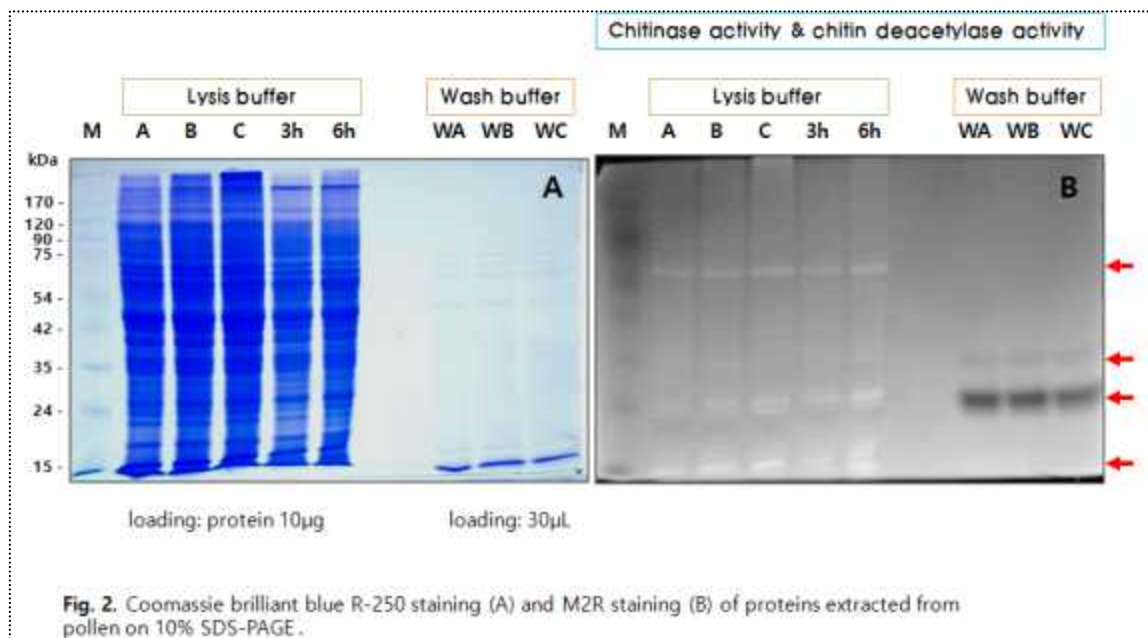 Chitinase activity & chitin deacetylase activity
Lysis buffer
Wash buffer
Lysis buffer
Wash buffer
M A B C 3h 6h WA WB WC
M A B C 3h 6h WA WB WC
kDa
A
B
170 -
120 -
90 -
75 -
54 -
42 -
35 -
24 -
15 -
loading: protein 10µg
loading: 30µL
Fig. 2. Coomassie brilliant blue R-250 staining (A) and M2R staining (B) of proteins extracted from
pollen on 10% SDS-PAGE.